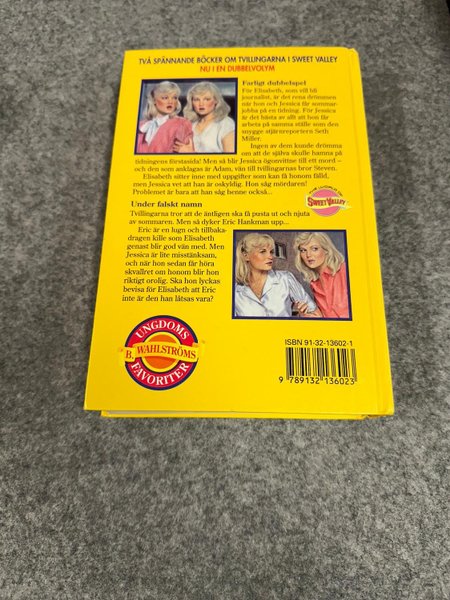 TVÅ SPÄNNANDE BÖCKER OM TVILLINGARNA I SWEET VALLEY
NU I EN DUBBELVOLYM
Farligt dubbelspel
För Elisabeth, som vill bli
journalist, är det rena drömmen
när hon och Jessica får sommar-
jobba på en tidning. För Jessica
är det bästa av allt att hon får
arbeta på samma ställe som den
snygge stjärnreportern Seth
Miller.
Ingen av dem kunde drömma
om att de själva skulle hamna på
tidningens förstasida! Men så blir Jessica ögonvittne till ett mord –
och den som anklagas är Adam, vän till tvillingarnas bror Steven.
Elisabeth sitter inne med uppgifter som kan få honom fälld,
men Jessica vet att han är oskyldig. Hon såg mördaren!
Problemet är bara att han såg henne också...
SWEET VALLEY
Under falskt namn
Tvillingarna tror att de äntligen ska få pusta ut och njuta
av sommaren. Men så dyker Eric Hankman upp...
Eric är en lugn och tillbaka-
dragen kille som Elisabeth
genast blir god vän med. Men
Jessica är lite misstänksam,
och när hon sedan får höra
skvallret om honom blir hon
riktigt orolig. Ska hon lyckas
bevisa för Elisabeth att Eric
inte är den han låtsas vara?
UNGDOMS
B. WAHLSTRÖMS
FAVORITER
ISBN 91-32-13602-1
9 789132 136023